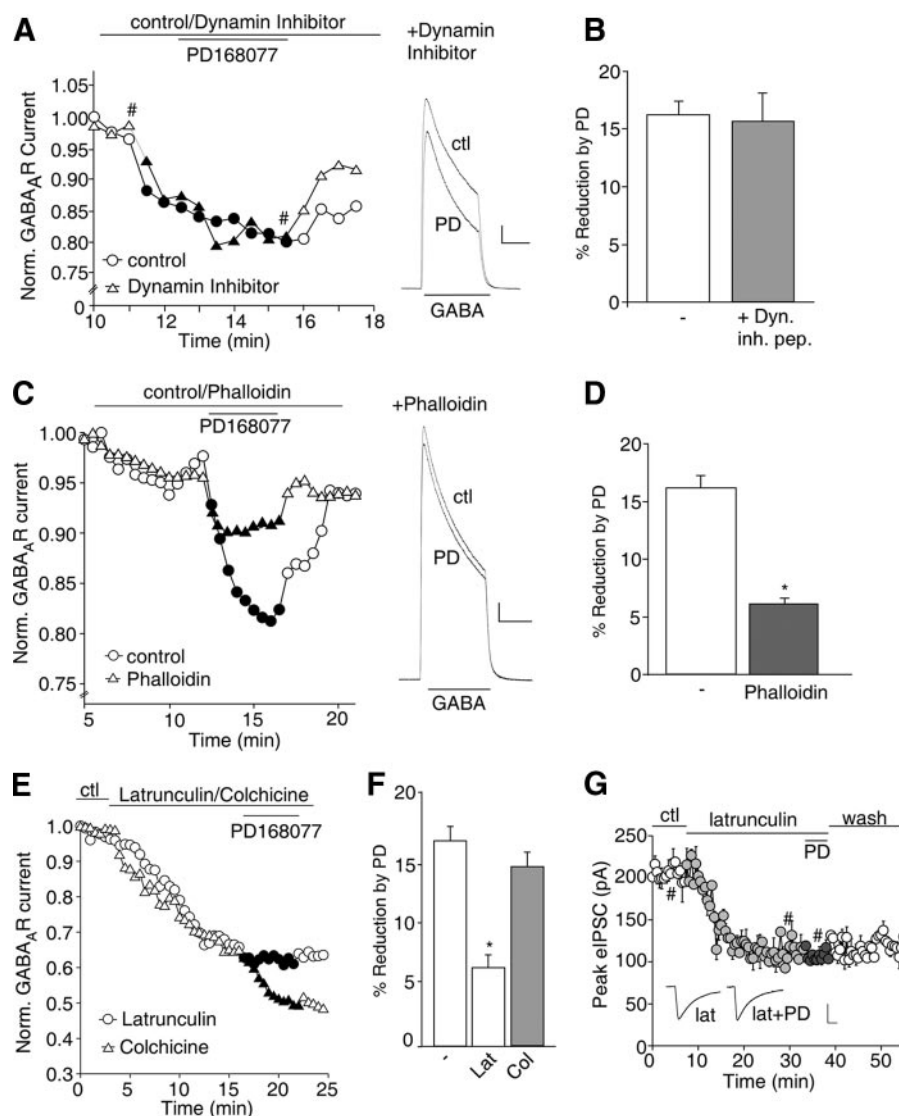 A
control/Dynamin Inhibitor
PD168077
Norm. GABAAR Current
1.05
1.00
0.95
0.90
0.85
0.80
0.75
0
#
#
control
Dynamin Inhibitor
10 12 14 16 18
Time (min)
+Dynamin
Inhibitor
ctl
PD
GABA
B
% Reduction by PD
20
15
10
5
0
-
+ Dyn.
inh. pep.
C
control/Phalloidin
PD168077
Norm. GABAAR current
1.00
0.95
0.90
0.85
0.80
0.75
control
Phalloidin
5 10 15 20
Time (min)
+Phalloidin
ctl
PD
GABA
D
% Reduction by PD
20
15
10
5
0
*
-
Phalloidin
E
ctl
Latrunculin/Colchicine
PD168077
Norm. GABAAR current
1.0
0.9
0.8
0.7
0.6
0.5
0.4
0.3
Latrunculin
Colchicine
0 5 10 15 20 25
Time (min)
F
% Reduction by PD
20
15
10
5
0
*
- Lat Col
G
ctl latrunculin wash
PD
Peak eIPSC (pA)
250
200
150
100
50
0
#
#
#
lat
lat+PD
0 10 20 30 40 50
Time (min)